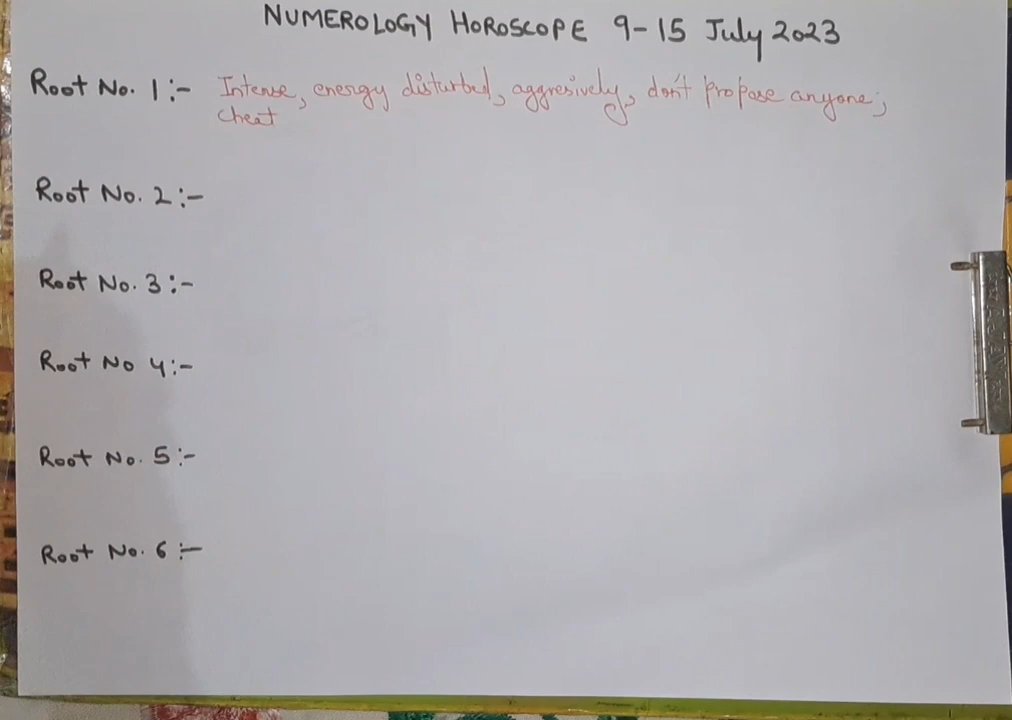 NUMEROLOGY HOROSCOPE 9-15 July 2023
Root No. 1:- Intense, energy disturbed, aggresively, don't propose anyone;
cheat
Root No. 2:-
Root No. 3:-
Root No 4:-
Root No. 5:-
Root No. 6:-